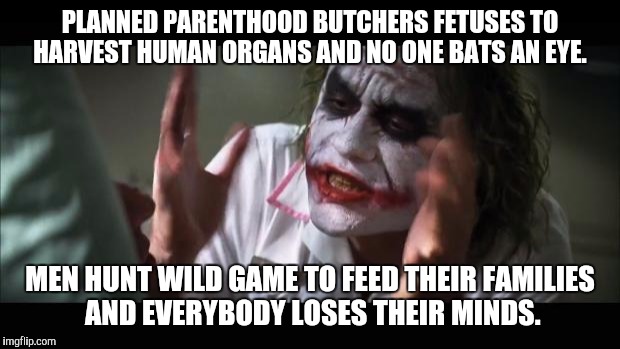 PLANNED PARENTHOOD BUTCHERS FETUSES TO
HARVEST HUMAN ORGANS AND NO ONE BATS AN EYE.
MEN HUNT WILD GAME TO FEED THEIR FAMILIES
AND EVERYBODY LOSES THEIR MINDS.
imgflip.com